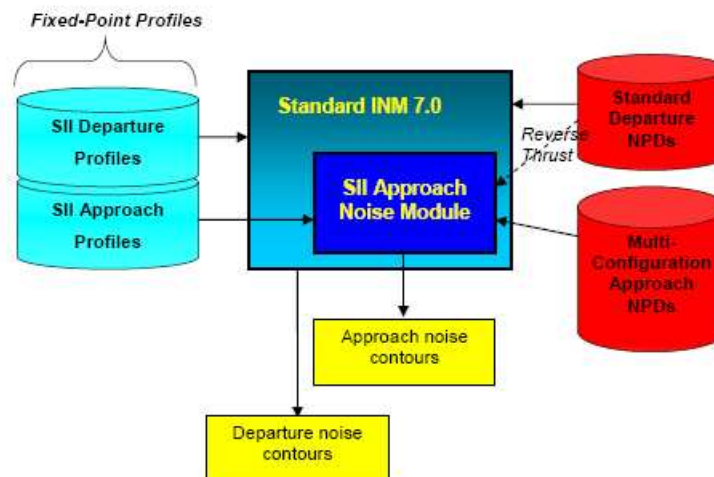 Fixed-Point Profiles
SII Departure
Profiles
SII Approach
Profiles
Standard INM 7.0
SII Approach
Noise Module
Reverse
Thrust
Standard
Departure
NPDs
Multi-
Configuration
Approach
NPDs
Approach noise
contours
Departure noise
contours